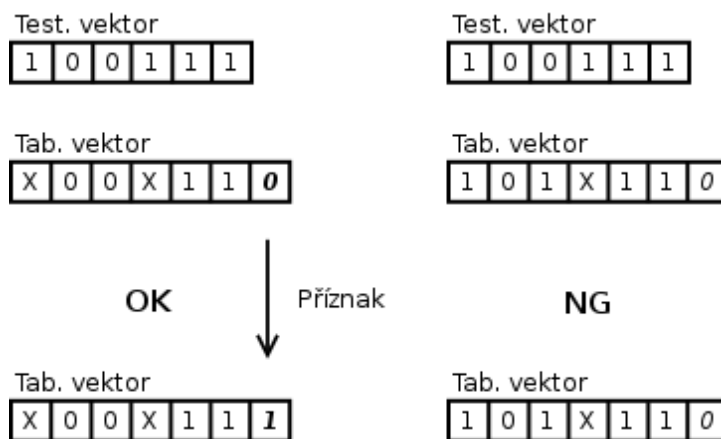 Test. vektor
1 0 0 1 1 1
Tab. vektor
X 0 0 X 1 1 0
OK
Příznak
Tab. vektor
X 0 0 X 1 1 1
Test. vektor
1 0 0 1 1 1
Tab. vektor
1 0 1 X 1 1 0
NG
Tab. vektor
1 0 1 X 1 1 0